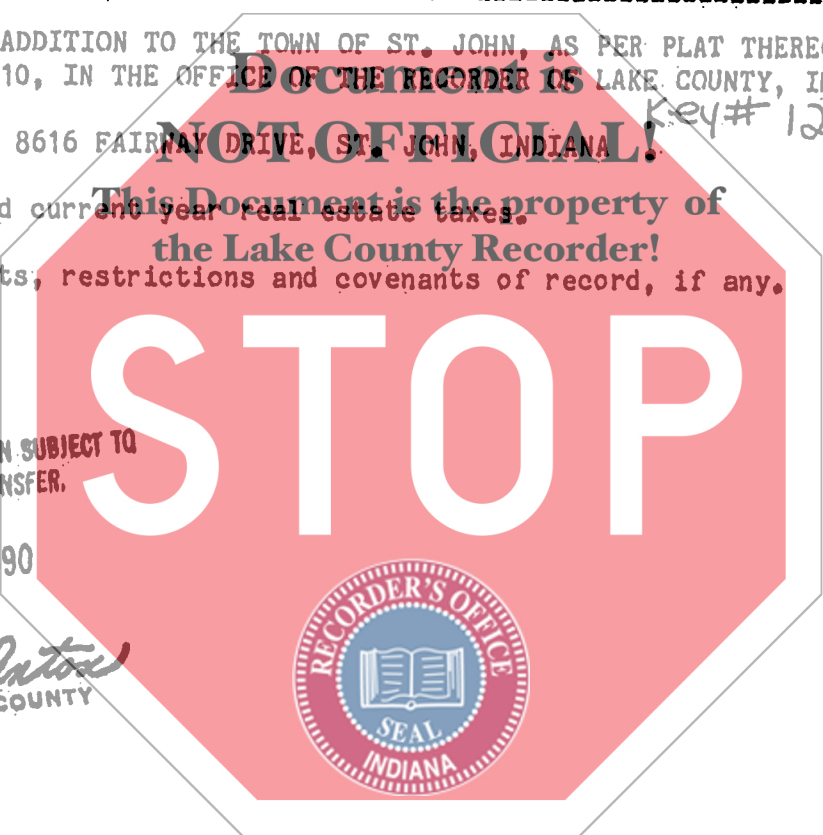 ADDITION TO THE TOWN OF ST. JOHN, AS PER PLAT
10, IN THE OFFICE OF THE RECORDER OF LAKE COUNTY,
Document is
Key# 12
8616 FAIRWAY DRIVE, ST. JOHN, INDIANA
NOT OFFICIAL!
This Document is the property of
current year real estate taxes.
the Lake County Recorder!
restrictions and covenants of record, if any.
STOP
SUBJECT TO
90
COUNTY
RECORDER'S OFFICE
SEAL
INDIANA